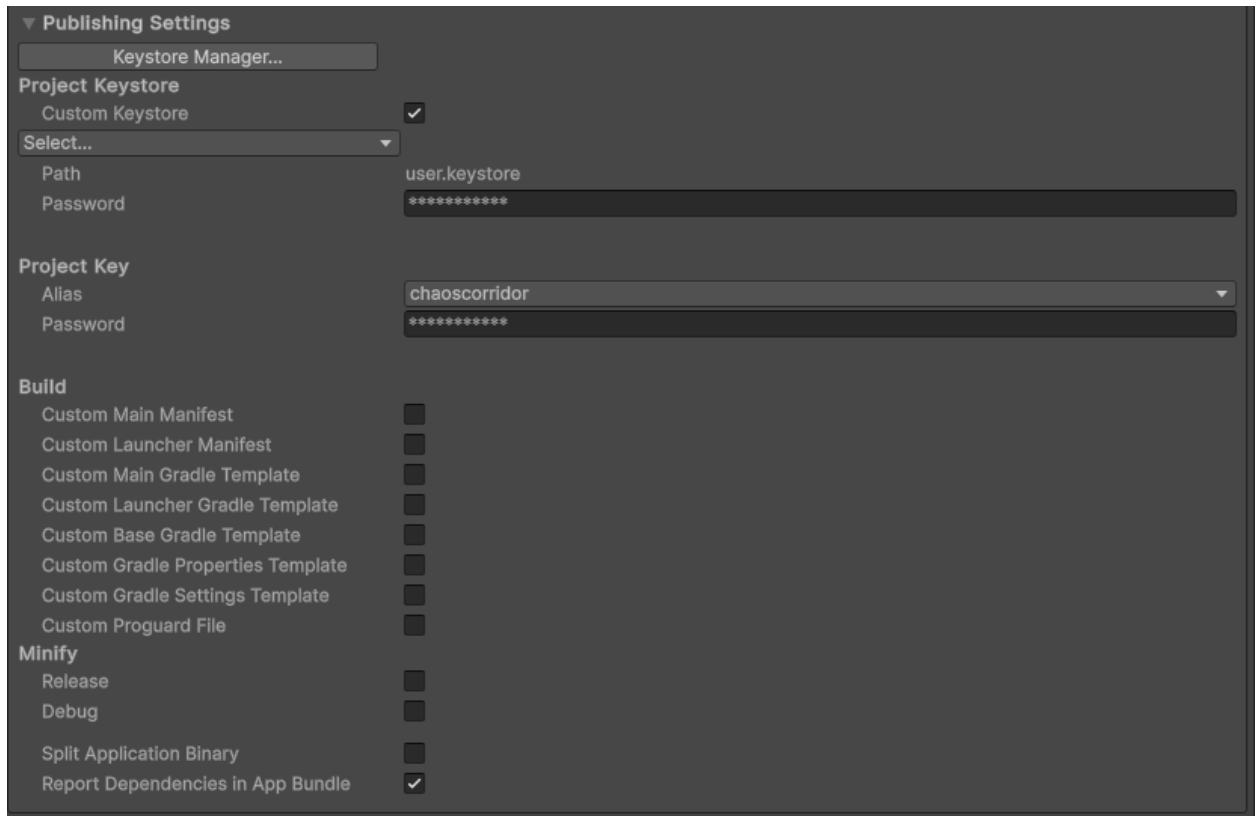 Publishing Settings
Keystore Manager...
Project Keystore
Custom Keystore
Select...
Path user.keystore
Password ***********
Project Key
Alias chaoscorridor
Password ***********
Build
Custom Main Manifest
Custom Launcher Manifest
Custom Main Gradle Template
Custom Launcher Gradle Template
Custom Base Gradle Template
Custom Gradle Properties Template
Custom Gradle Settings Template
Custom Proguard File
Minify
Release
Debug
Split Application Binary
Report Dependencies in App Bundle